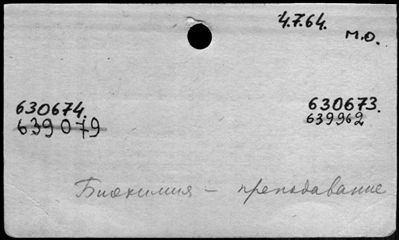 4.7.64.
М.О.
630674. 630673.
639079 639962
Биохимия – преподавание